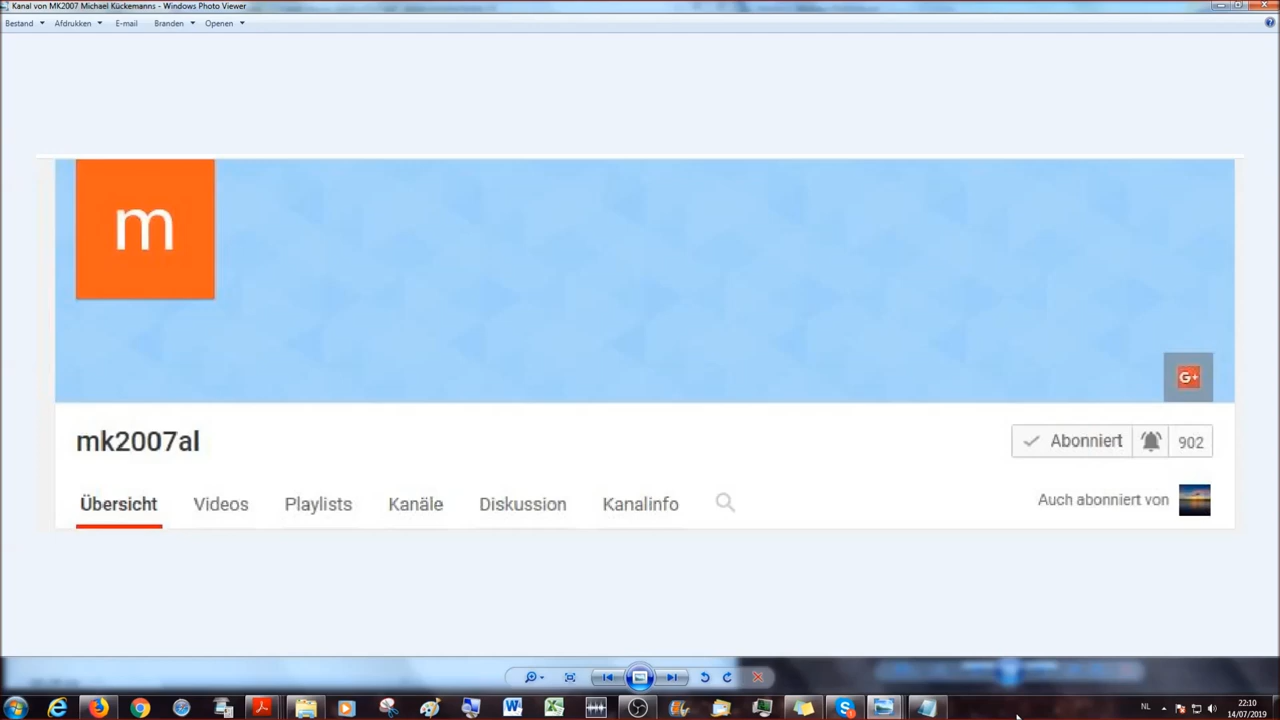 Kanal von MK2007 Michael Kückemanns - Windows Photo Viewer
Bestand Afdrukken E-mail Branden Openen
m
G+
mk2007al
Abonniert 902
Übersicht Videos Playlists Kanäle Diskussion Kanalinfo
Auch abonniert von
NL
22:10
14/07/2019